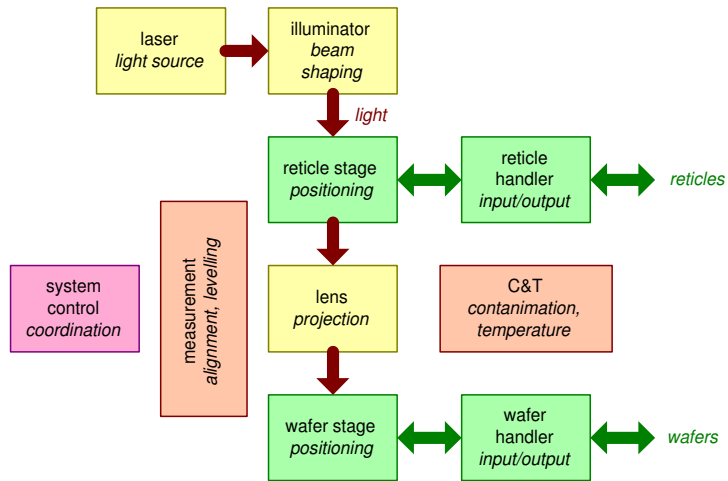 laser
light source
illuminator
beam
shaping
light
reticle stage
positioning
reticle
handler
input/output
reticles
measurement
alignment, levelling
system
control
coordination
lens
projection
C&T
contanimation,
temperature
wafer stage
positioning
wafer
handler
input/output
wafers